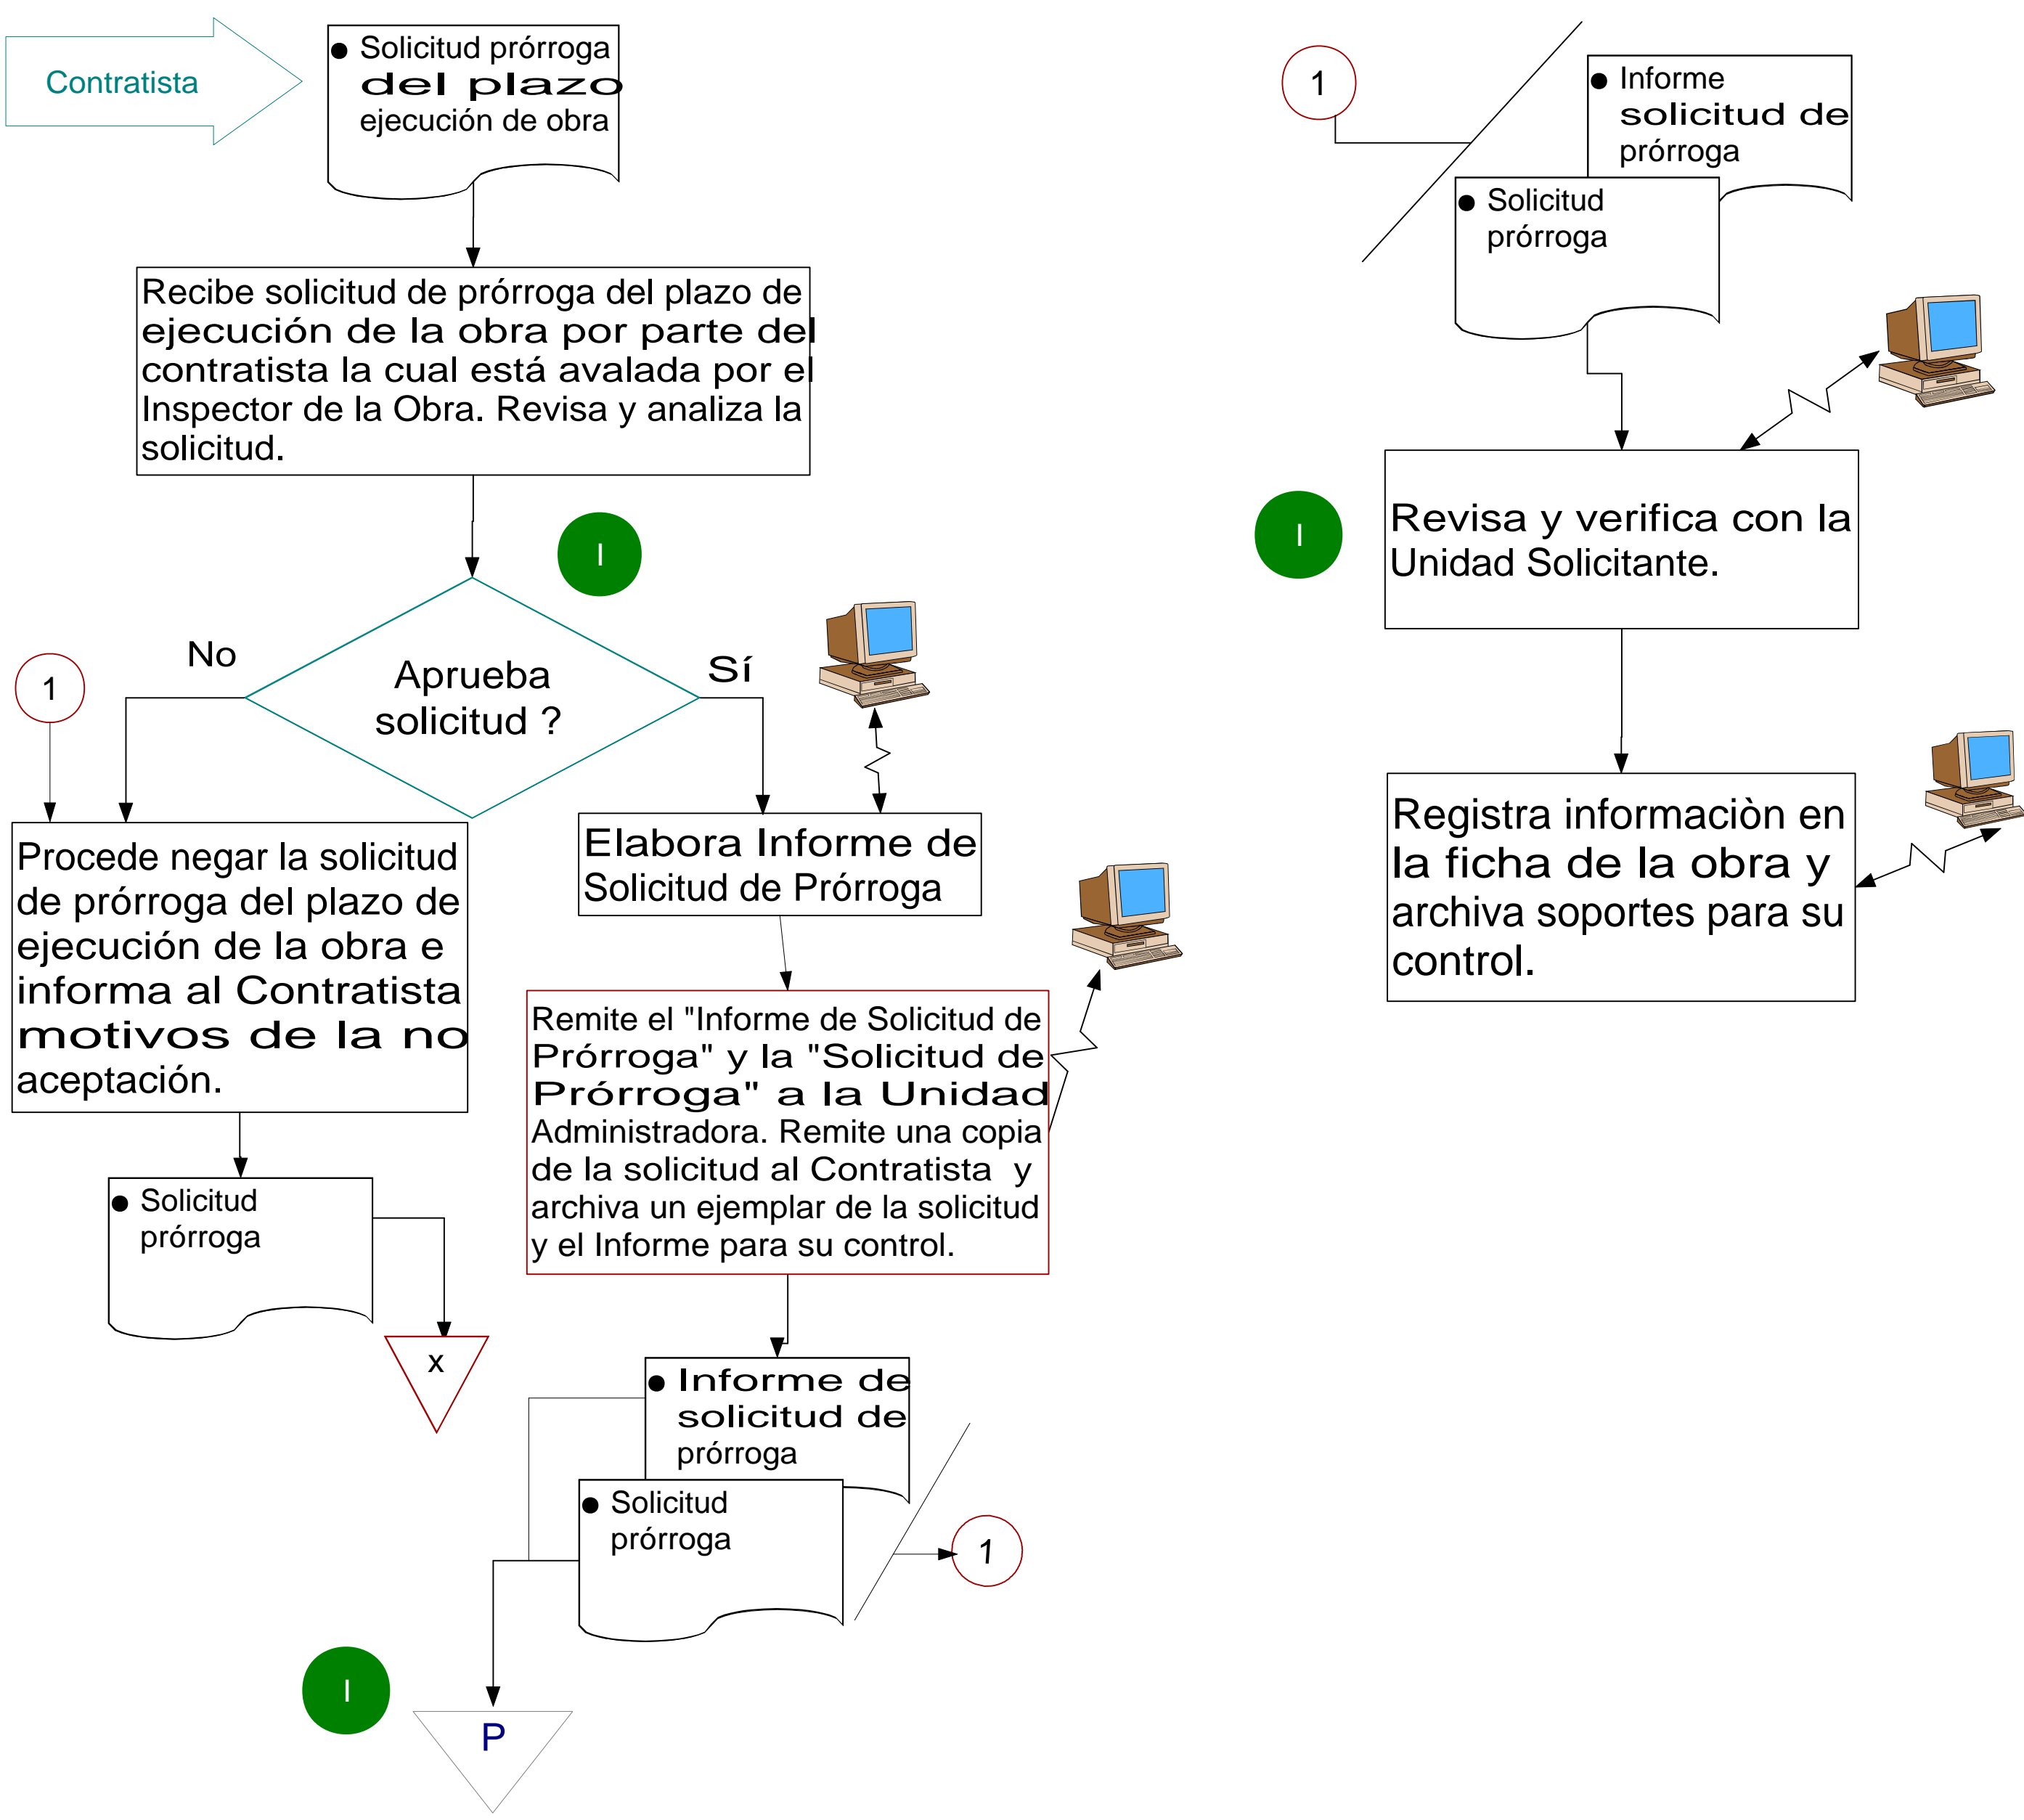 Contratista
Solicitud prórroga
del plazo
ejecución de obra
Recibe solicitud de prórroga del plazo de
ejecución de la obra por parte del
contratista la cual está avalada por el
Inspector de la Obra. Revisa y analiza la
solicitud.
I
No
Aprueba
solicitud ?
Sí
1
Procede negar la solicitud
de prórroga del plazo de
ejecución de la obra e
informa al Contratista
motivos de la no
aceptación.
Elabora Informe de
Solicitud de Prórroga
Remite el "Informe de Solicitud de
Prórroga" y la "Solicitud de
Prórroga" a la Unidad
Administradora. Remite una copia
de la solicitud al Contratista y
archiva un ejemplar de la solicitud
y el Informe para su control.
Solicitud
prórroga
x
Informe de
solicitud de
prórroga
Solicitud
prórroga
1
I
P
1
Informe
solicitud de
prórroga
Solicitud
prórroga
I
Revisa y verifica con la
Unidad Solicitante.
Registra informaciòn en
la ficha de la obra y
archiva soportes para su
control.